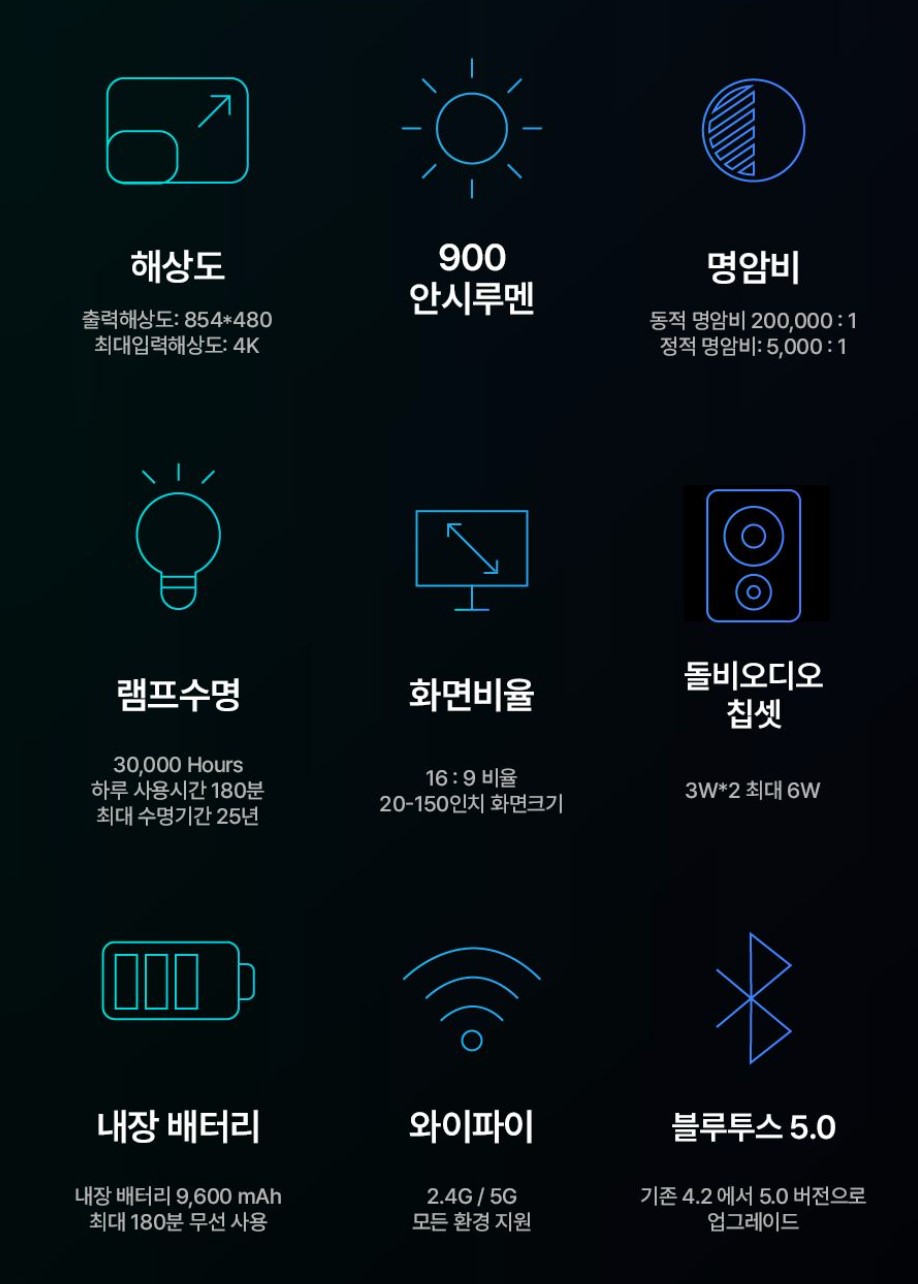 해상도
출력해상도: 854*480
최대입력해상도: 4K
900
안시루멘
명암비
동적 명암비 200,000 : 1
정적 명암비: 5,000 : 1
램프수명
30,000 Hours
하루 사용시간 180분
최대 수명기간 25년
화면비율
16 : 9 비율
20-150인치 화면크기
돌비오디오
칩셋
3W*2 최대 6W
내장 배터리
내장 배터리 9,600 mAh
최대 180분 무선 사용
와이파이
2.4G / 5G
모든 환경 지원
블루투스 5.0
기존 4.2 에서 5.0 버전으로
업그레이드